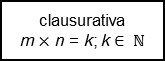 clausurativa
m × n = k; k ∈ ℕ